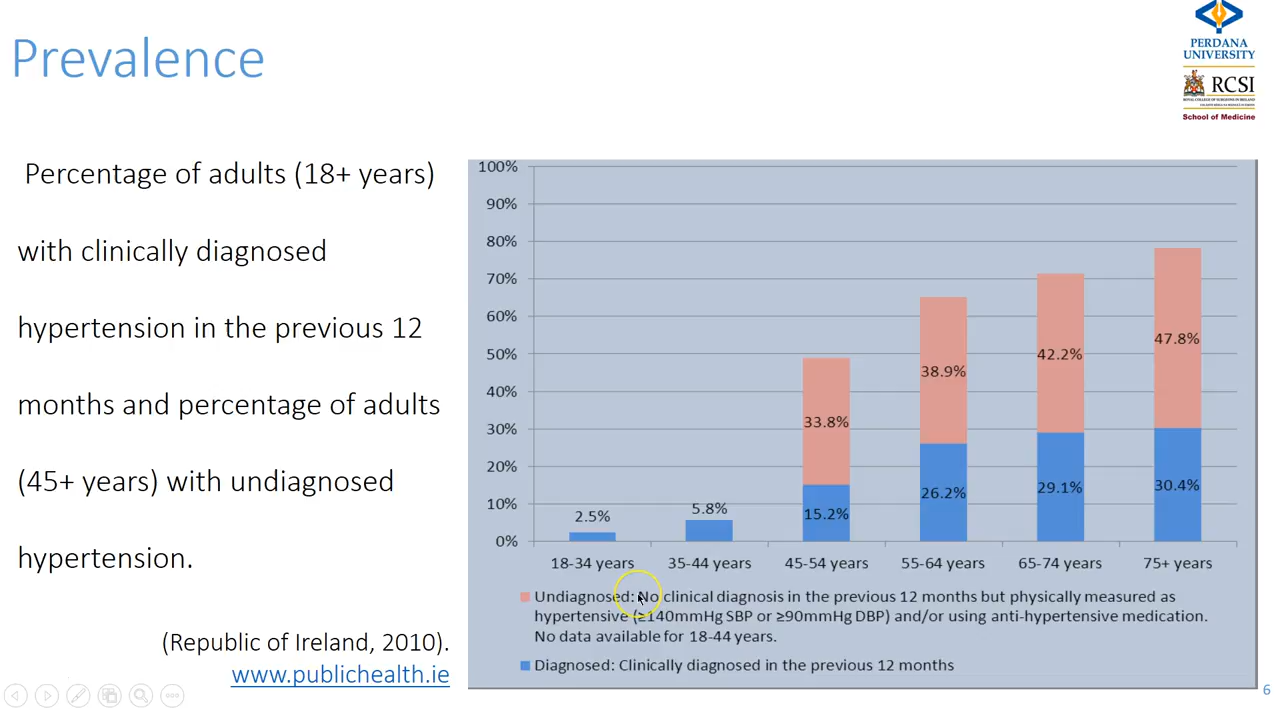 Prevalence
PERDANA
UNIVERSITY
RCSI
ROYAL COLLEGE OF SURGEONS IN IRELAND
School of Medicine
Percentage of adults (18+ years)
with clinically diagnosed
hypertension in the previous 12
months and percentage of adults
(45+ years) with undiagnosed
hypertension.
(Republic of Ireland, 2010).
www.publichealth.ie
100%
90%
80%
70%
60%
50%
40%
30%
20%
10%
0%
2.5%
5.8%
33.8%
15.2%
38.9%
26.2%
42.2%
29.1%
47.8%
30.4%
18-34 years
35-44 years
45-54 years
55-64 years
65-74 years
75+ years
Undiagnosed: No clinical diagnosis in the previous 12 months but physically measured as
hypertensive (≥140mmHg SBP or ≥90mmHg DBP) and/or using anti-hypertensive medication.
No data available for 18-44 years.
Diagnosed: Clinically diagnosed in the previous 12 months
6